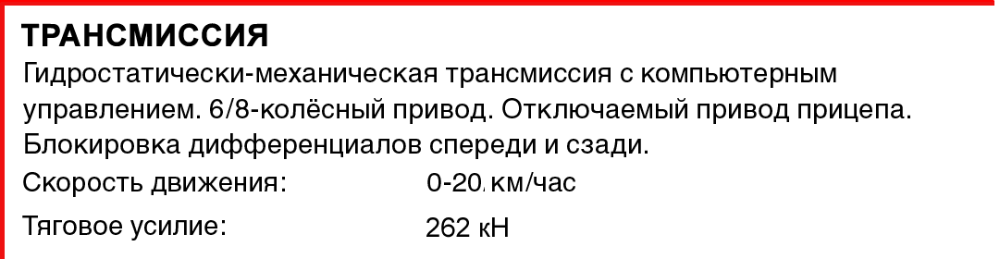 ТРАНСМИССИЯ
Гидростатически-механическая трансмиссия с компьютерным
управлением. 6/8-колёсный привод. Отключаемый привод прицепа.
Блокировка дифференциалов спереди и сзади.
Скорость движения: 0-20 км/час
Тяговое усилие: 262 кН